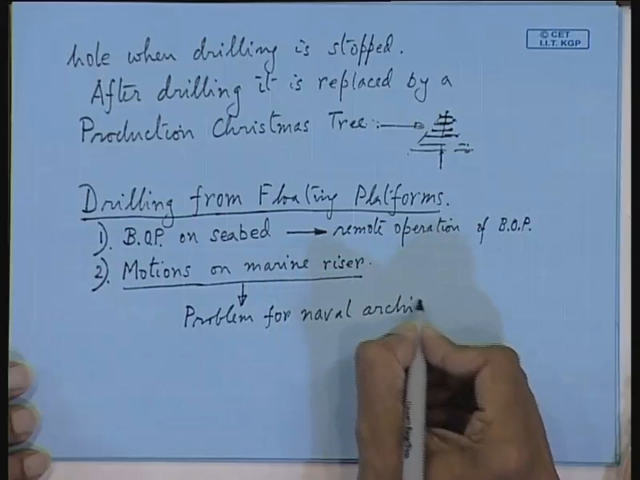 © CET
I.I.T. KGP
hole when drilling is stopped.
After drilling it is replaced by a
Production Christmas Tree :
Drilling from Floating Platforms.
1). B.O.P. on seabed → remote operation of B.O.P.
2). Motions on marine riser.
Problem for naval archi